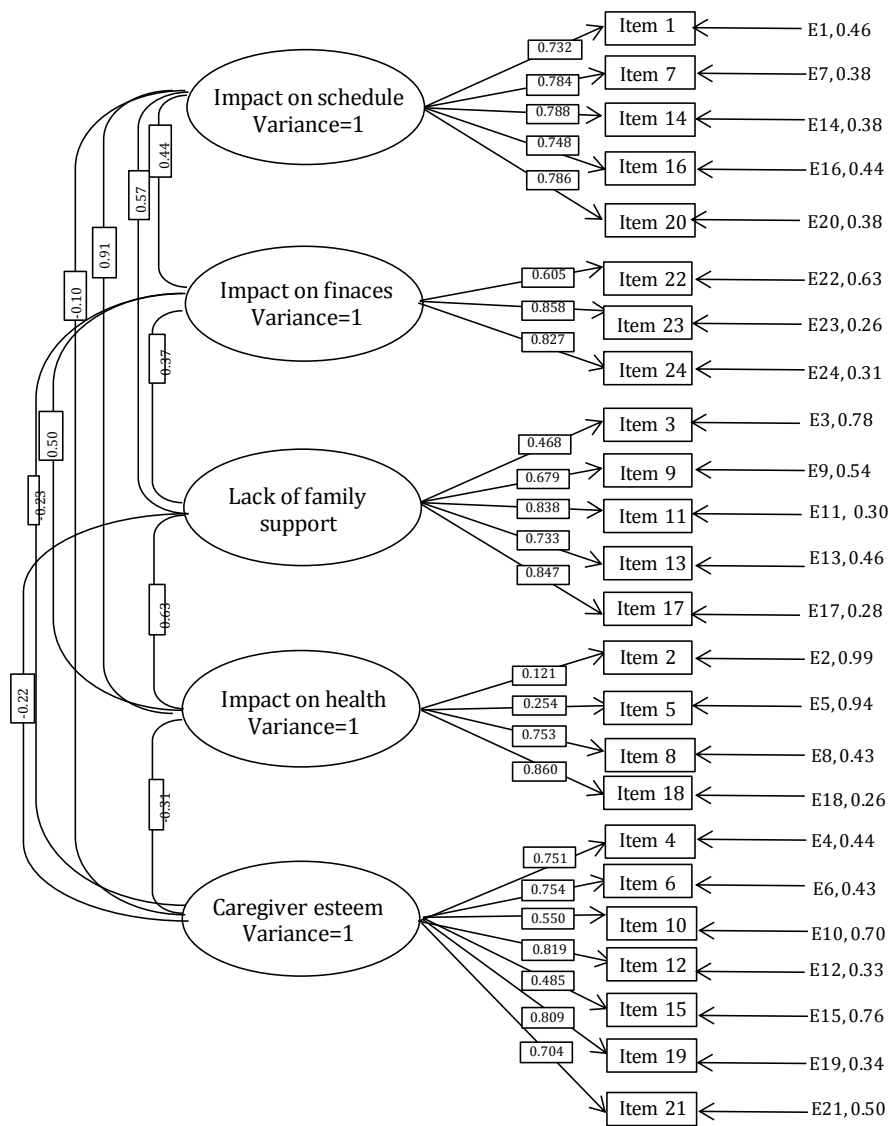 Impact on schedule
Variance=1
0.732
0.784
0.788
0.748
0.786
Item 1
Item 7
Item 14
Item 16
Item 20
E1,0.46
E7,0.38
E14,0.38
E16,0.44
E20,0.38
0.44
0.57
0.91
-0.10
Impact on finaces
Variance=1
0.605
0.858
0.827
Item 22
Item 23
Item 24
E22,0.63
E23,0.26
E24,0.31
0.37
0.50
-0.23
Lack of family
support
0.468
0.679
0.838
0.733
0.847
Item 3
Item 9
Item 11
Item 13
Item 17
E3,0.78
E9,0.54
E11, 0.30
E13,0.46
E17,0.28
0.63
-0.22
Impact on health
Variance=1
0.121
0.254
0.753
0.860
Item 2
Item 5
Item 8
Item 18
E2,0.99
E5,0.94
E8,0.43
E18,0.26
-0.31
Caregiver esteem
Variance=1
0.751
0.754
0.550
0.819
0.485
0.809
0.704
Item 4
Item 6
Item 10
Item 12
Item 15
Item 19
Item 21
E4,0.44
E6,0.43
E10,0.70
E12,0.33
E15,0.76
E19,0.34
E21,0.50